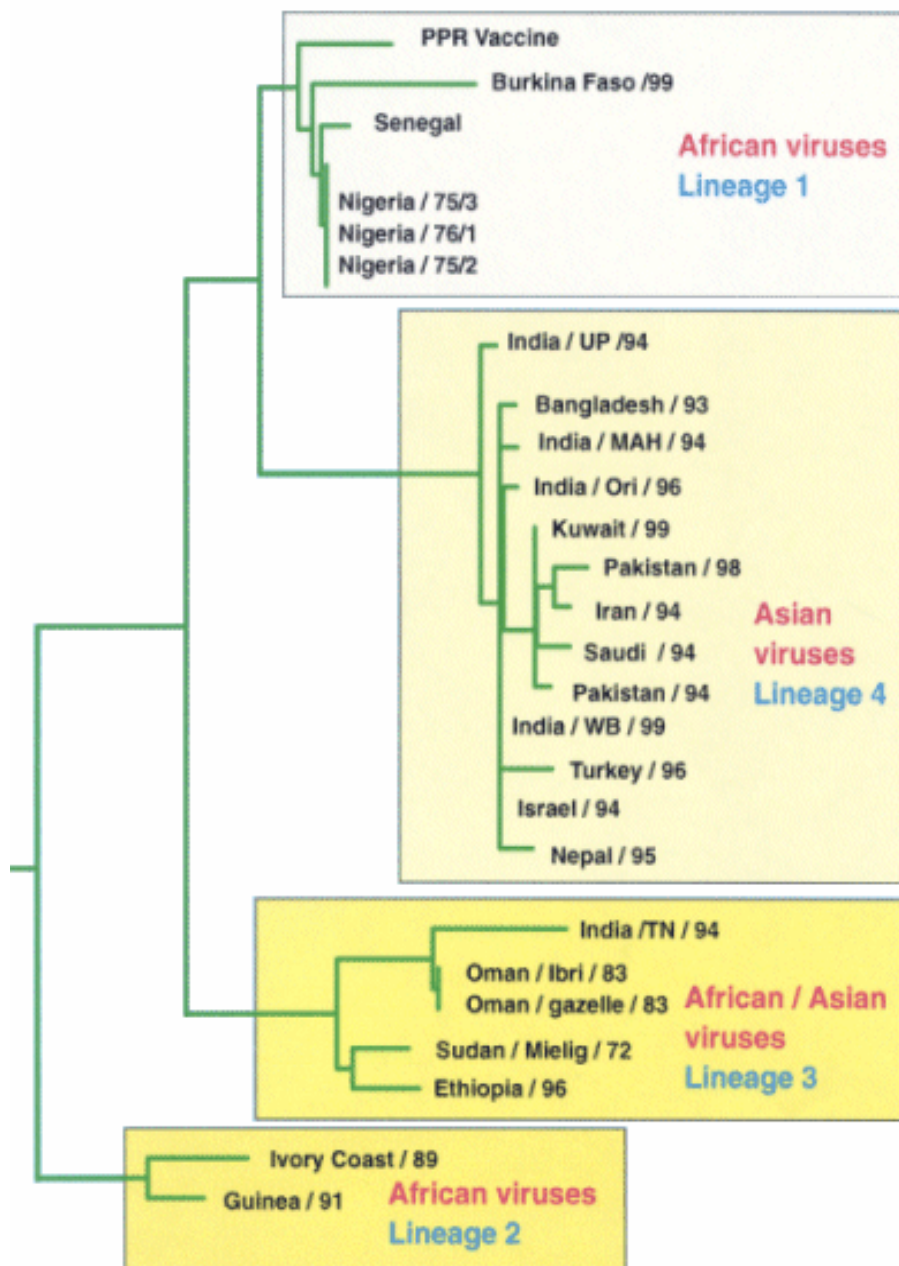 PPR Vaccine
Burkina Faso /99
Senegal
African viruses
Lineage 1
Nigeria / 75/3
Nigeria / 76/1
Nigeria / 75/2
India / UP /94
Bangladesh / 93
India / MAH / 94
India / Ori / 96
Kuwait / 99
Pakistan / 98
Iran / 94
Saudi / 94
Pakistan / 94
Asian
viruses
Lineage 4
India / WB / 99
Turkey / 96
Israel / 94
Nepal / 95
India /TN / 94
Oman / Ibri / 83
Oman / gazelle / 83
African / Asian
viruses
Lineage 3
Sudan / Mielig / 72
Ethiopia / 96
Ivory Coast / 89
Guinea / 91
African viruses
Lineage 2